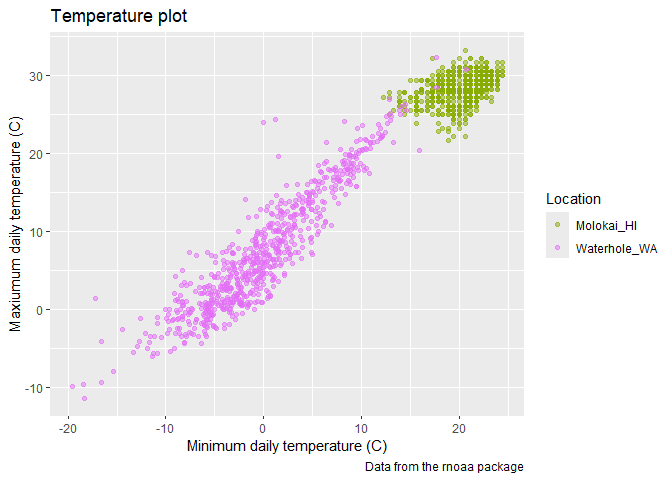 Temperature plot
Maxiumum daily temperature (C)
30
20
10
0
-10
-20
-10
0
10
20
Minimum daily temperature (C)
Data from the rnoaa package
Location
Molokai_HI
Waterhole_WA